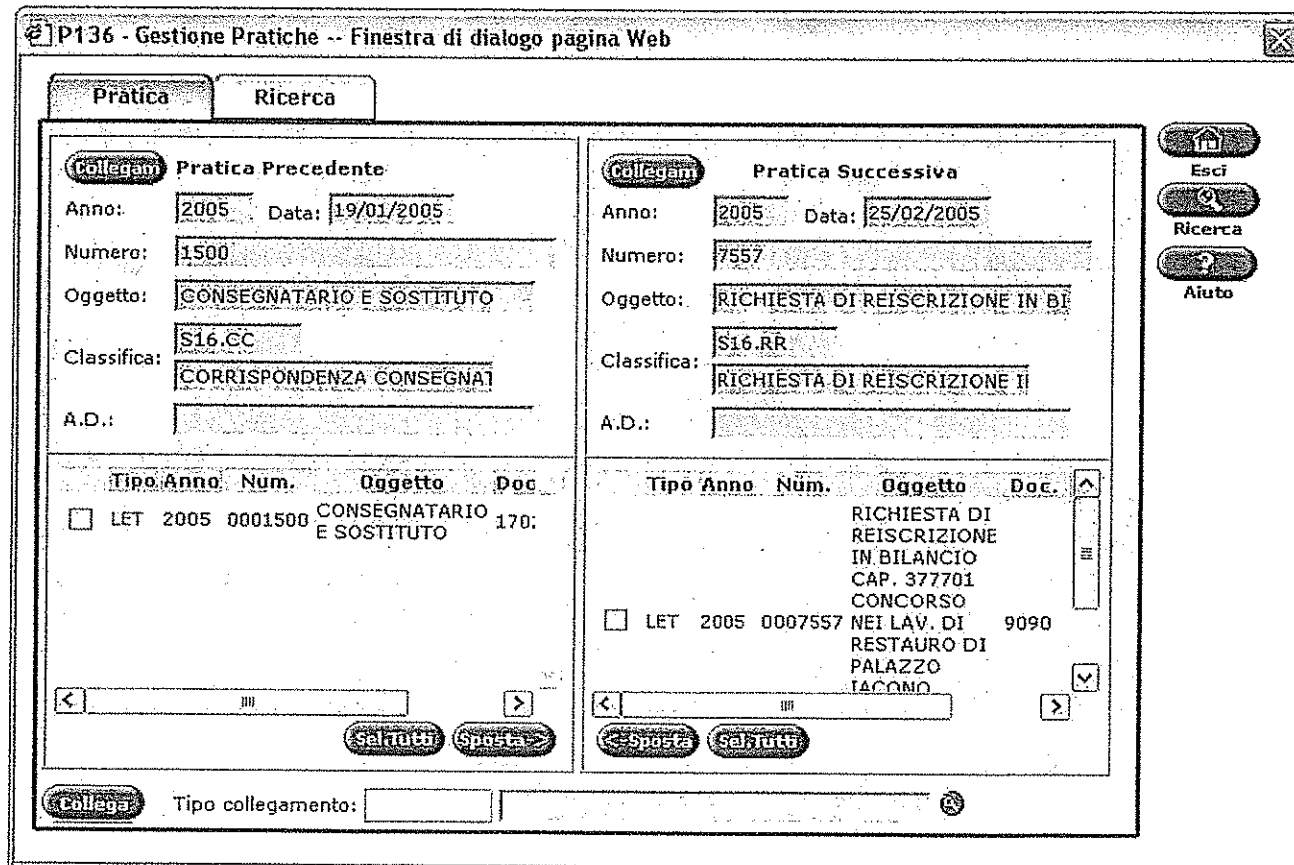 P136 - Gestione Pratiche -- Finestra di dialogo pagina Web
Pratica
Ricerca
Collegam Pratica Precedente
Anno: 2005 Data: 19/01/2005
Numero: 1500
Oggetto: CONSEGNATARIO E SOSTITUTO
Classifica: S16.CC
CORRISPONDENZA CONSEGNAT
A.D.:
Tipo Anno Num. Oggetto Doc
LET 2005 0001500 CONSEGNATARIO E SOSTITUTO 170
Sel.Tutti Sposta->
Collegam Pratica Successiva
Anno: 2005 Data: 25/02/2005
Numero: 7557
Oggetto: RICHIESTA DI REISCRIZIONE IN BI
Classifica: S16.RR
RICHIESTA DI REISCRIZIONE I
A.D.:
Tipo Anno Num. Oggetto Doc.
RICHIESTA DI
REISCRIZIONE
IN BILANCIO
CAP. 377701
CONCORSO
LET 2005 0007557 NEI LAV. DI 9090
RESTAURO DI
PALAZZO
IACONO
<-Sposta Sel.Tutti
Collega Tipo collegamento:
Esci
Ricerca
Aiuto